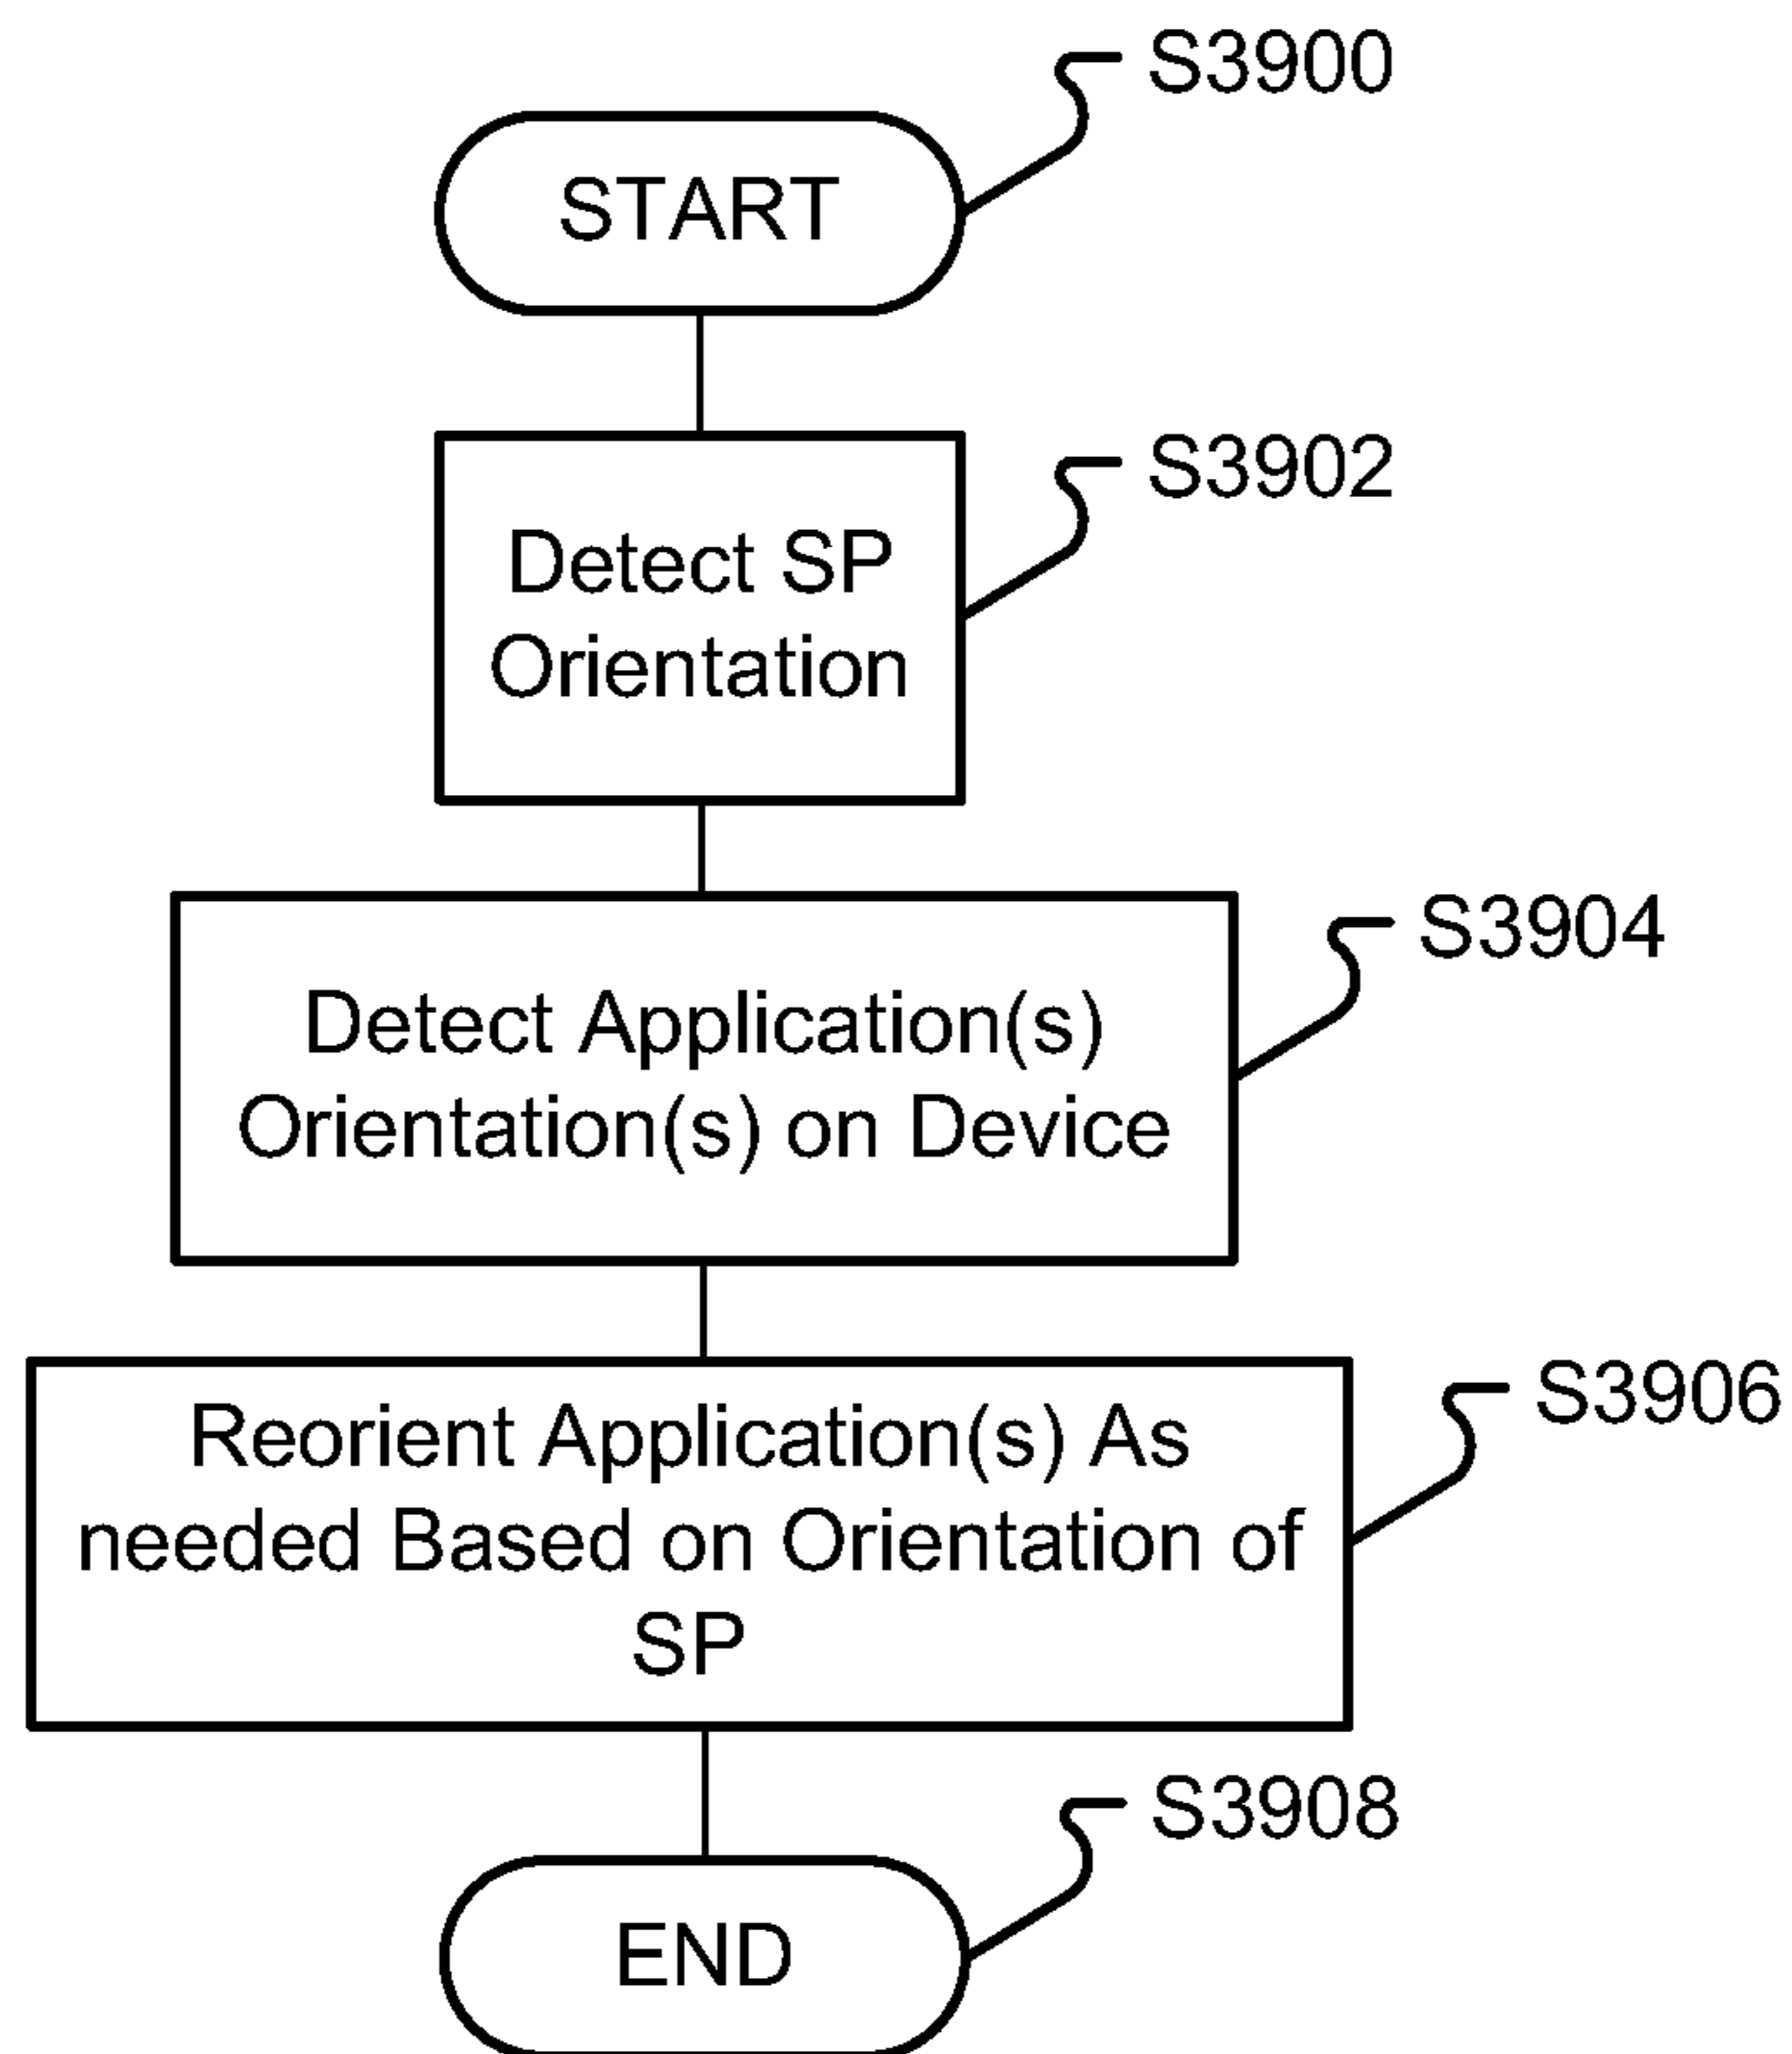 S3900
START
S3902
Detect SP
Orientation
S3904
Detect Application(s)
Orientation(s) on Device
S3906
Reorient Application(s) As
needed Based on Orientation of
SP
S3908
END